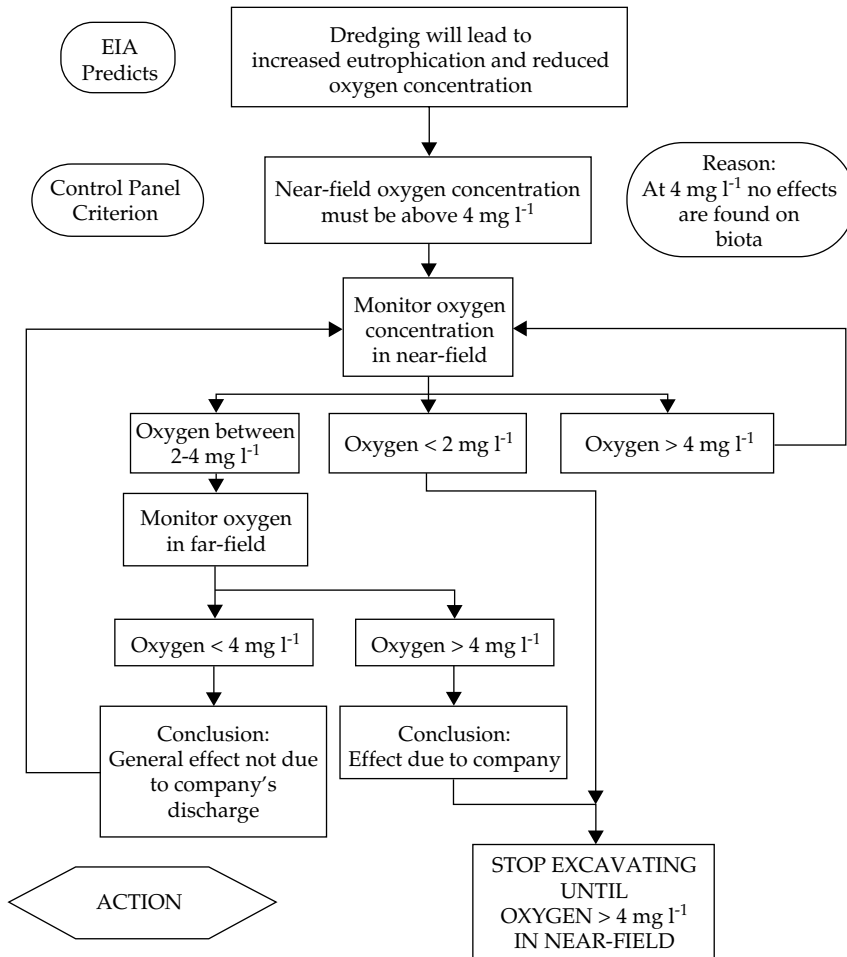 EIA
Predicts
Dredging will lead to
increased eutrophication and reduced
oxygen concentration
Control Panel
Criterion
Near-field oxygen concentration
must be above 4 mg l⁻¹
Reason:
At 4 mg l⁻¹ no effects
are found on
biota
Monitor oxygen
concentration
in near-field
Oxygen between
2-4 mg l⁻¹
Oxygen < 2 mg l⁻¹
Oxygen > 4 mg l⁻¹
Monitor oxygen
in far-field
Oxygen < 4 mg l⁻¹
Oxygen > 4 mg l⁻¹
Conclusion:
General effect not due
to company’s
discharge
Conclusion:
Effect due to company
ACTION
STOP EXCAVATING
UNTIL
OXYGEN > 4 mg l⁻¹
IN NEAR-FIELD